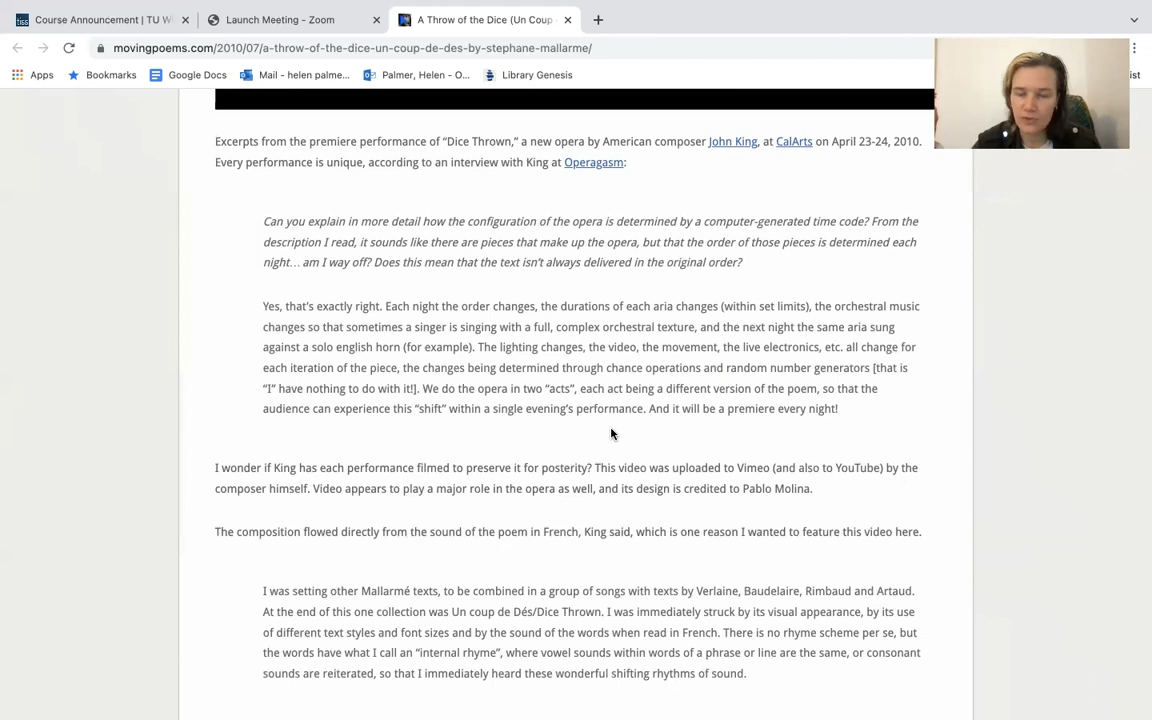 Course Announcement | TU Wi
Launch Meeting - Zoom
A Throw of the Dice (Un Coup
movingpoems.com/2010/07/a-throw-of-the-dice-un-coup-de-des-by-stephane-mallarme/
Apps Bookmarks Google Docs Mail - helen palme... Palmer, Helen - O... Library Genesis ist
Excerpts from the premiere performance of “Dice Thrown,” a new opera by American composer John King, at CalArts on April 23-24, 2010.
Every performance is unique, according to an interview with King at Operagasm:
Can you explain in more detail how the configuration of the opera is determined by a computer-generated time code? From the
description I read, it sounds like there are pieces that make up the opera, but that the order of those pieces is determined each
night… am I way off? Does this mean that the text isn’t always delivered in the original order?
Yes, that’s exactly right. Each night the order changes, the durations of each aria changes (within set limits), the orchestral music
changes so that sometimes a singer is singing with a full, complex orchestral texture, and the next night the same aria sung
against a solo english horn (for example). The lighting changes, the video, the movement, the live electronics, etc. all change for
each iteration of the piece, the changes being determined through chance operations and random number generators [that is
“I” have nothing to do with it!]. We do the opera in two “acts”, each act being a different version of the poem, so that the
audience can experience this “shift” within a single evening’s performance. And it will be a premiere every night!
I wonder if King has each performance filmed to preserve it for posterity? This video was uploaded to Vimeo (and also to YouTube) by the
composer himself. Video appears to play a major role in the opera as well, and its design is credited to Pablo Molina.
The composition flowed directly from the sound of the poem in French, King said, which is one reason I wanted to feature this video here.
I was setting other Mallarmé texts, to be combined in a group of songs with texts by Verlaine, Baudelaire, Rimbaud and Artaud.
At the end of this one collection was Un coup de Dés/Dice Thrown. I was immediately struck by its visual appearance, by its use
of different text styles and font sizes and by the sound of the words when read in French. There is no rhyme scheme per se, but
the words have what I call an “internal rhyme”, where vowel sounds within words of a phrase or line are the same, or consonant
sounds are reiterated, so that I immediately heard these wonderful shifting rhythms of sound.